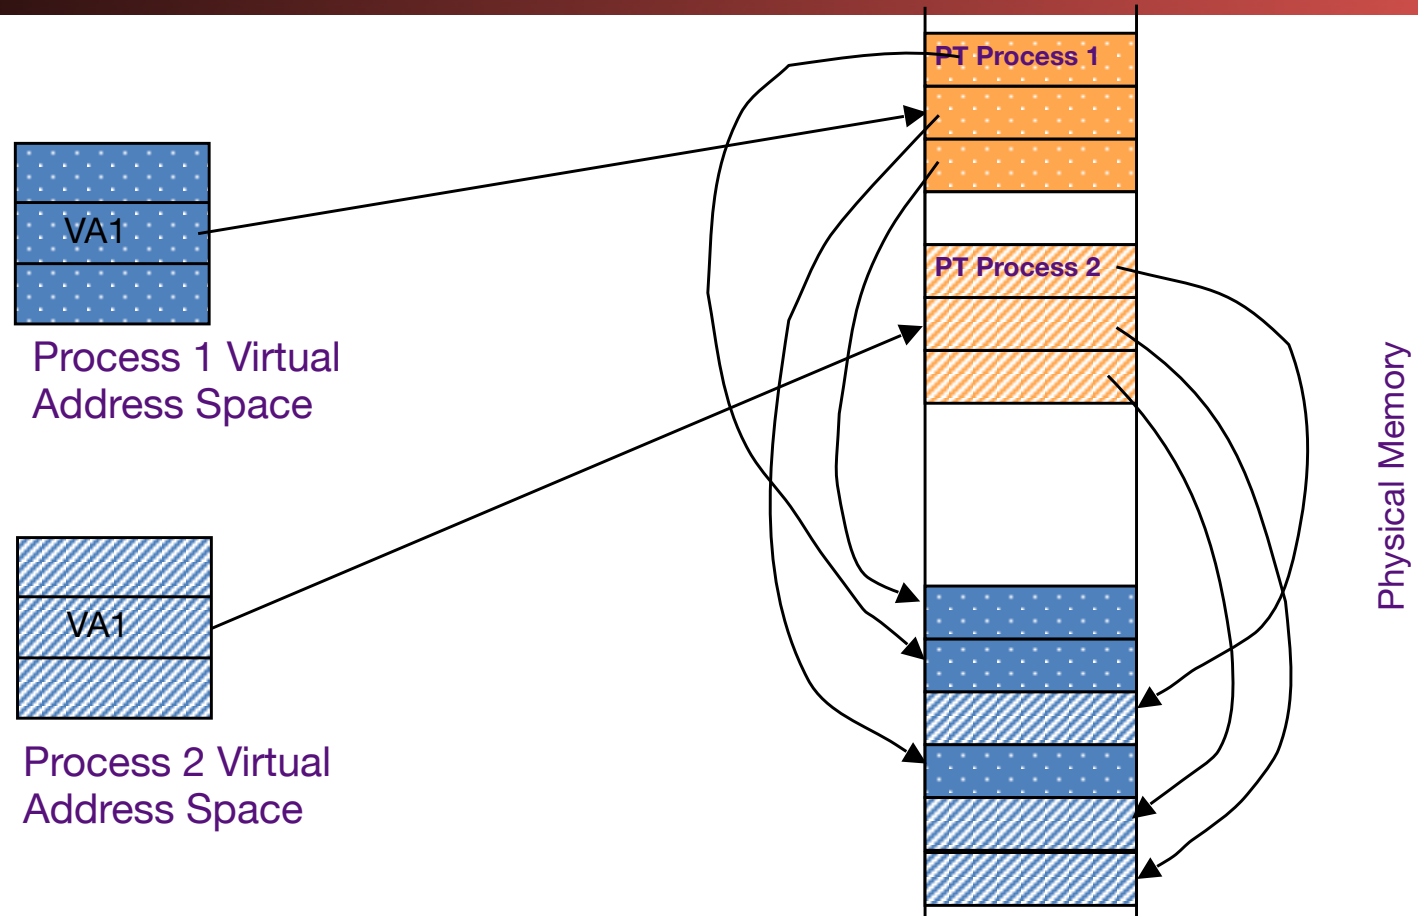 PT Process 1
VA1
PT Process 2
Process 1 Virtual
Address Space
Physical Memory
VA1
Process 2 Virtual
Address Space